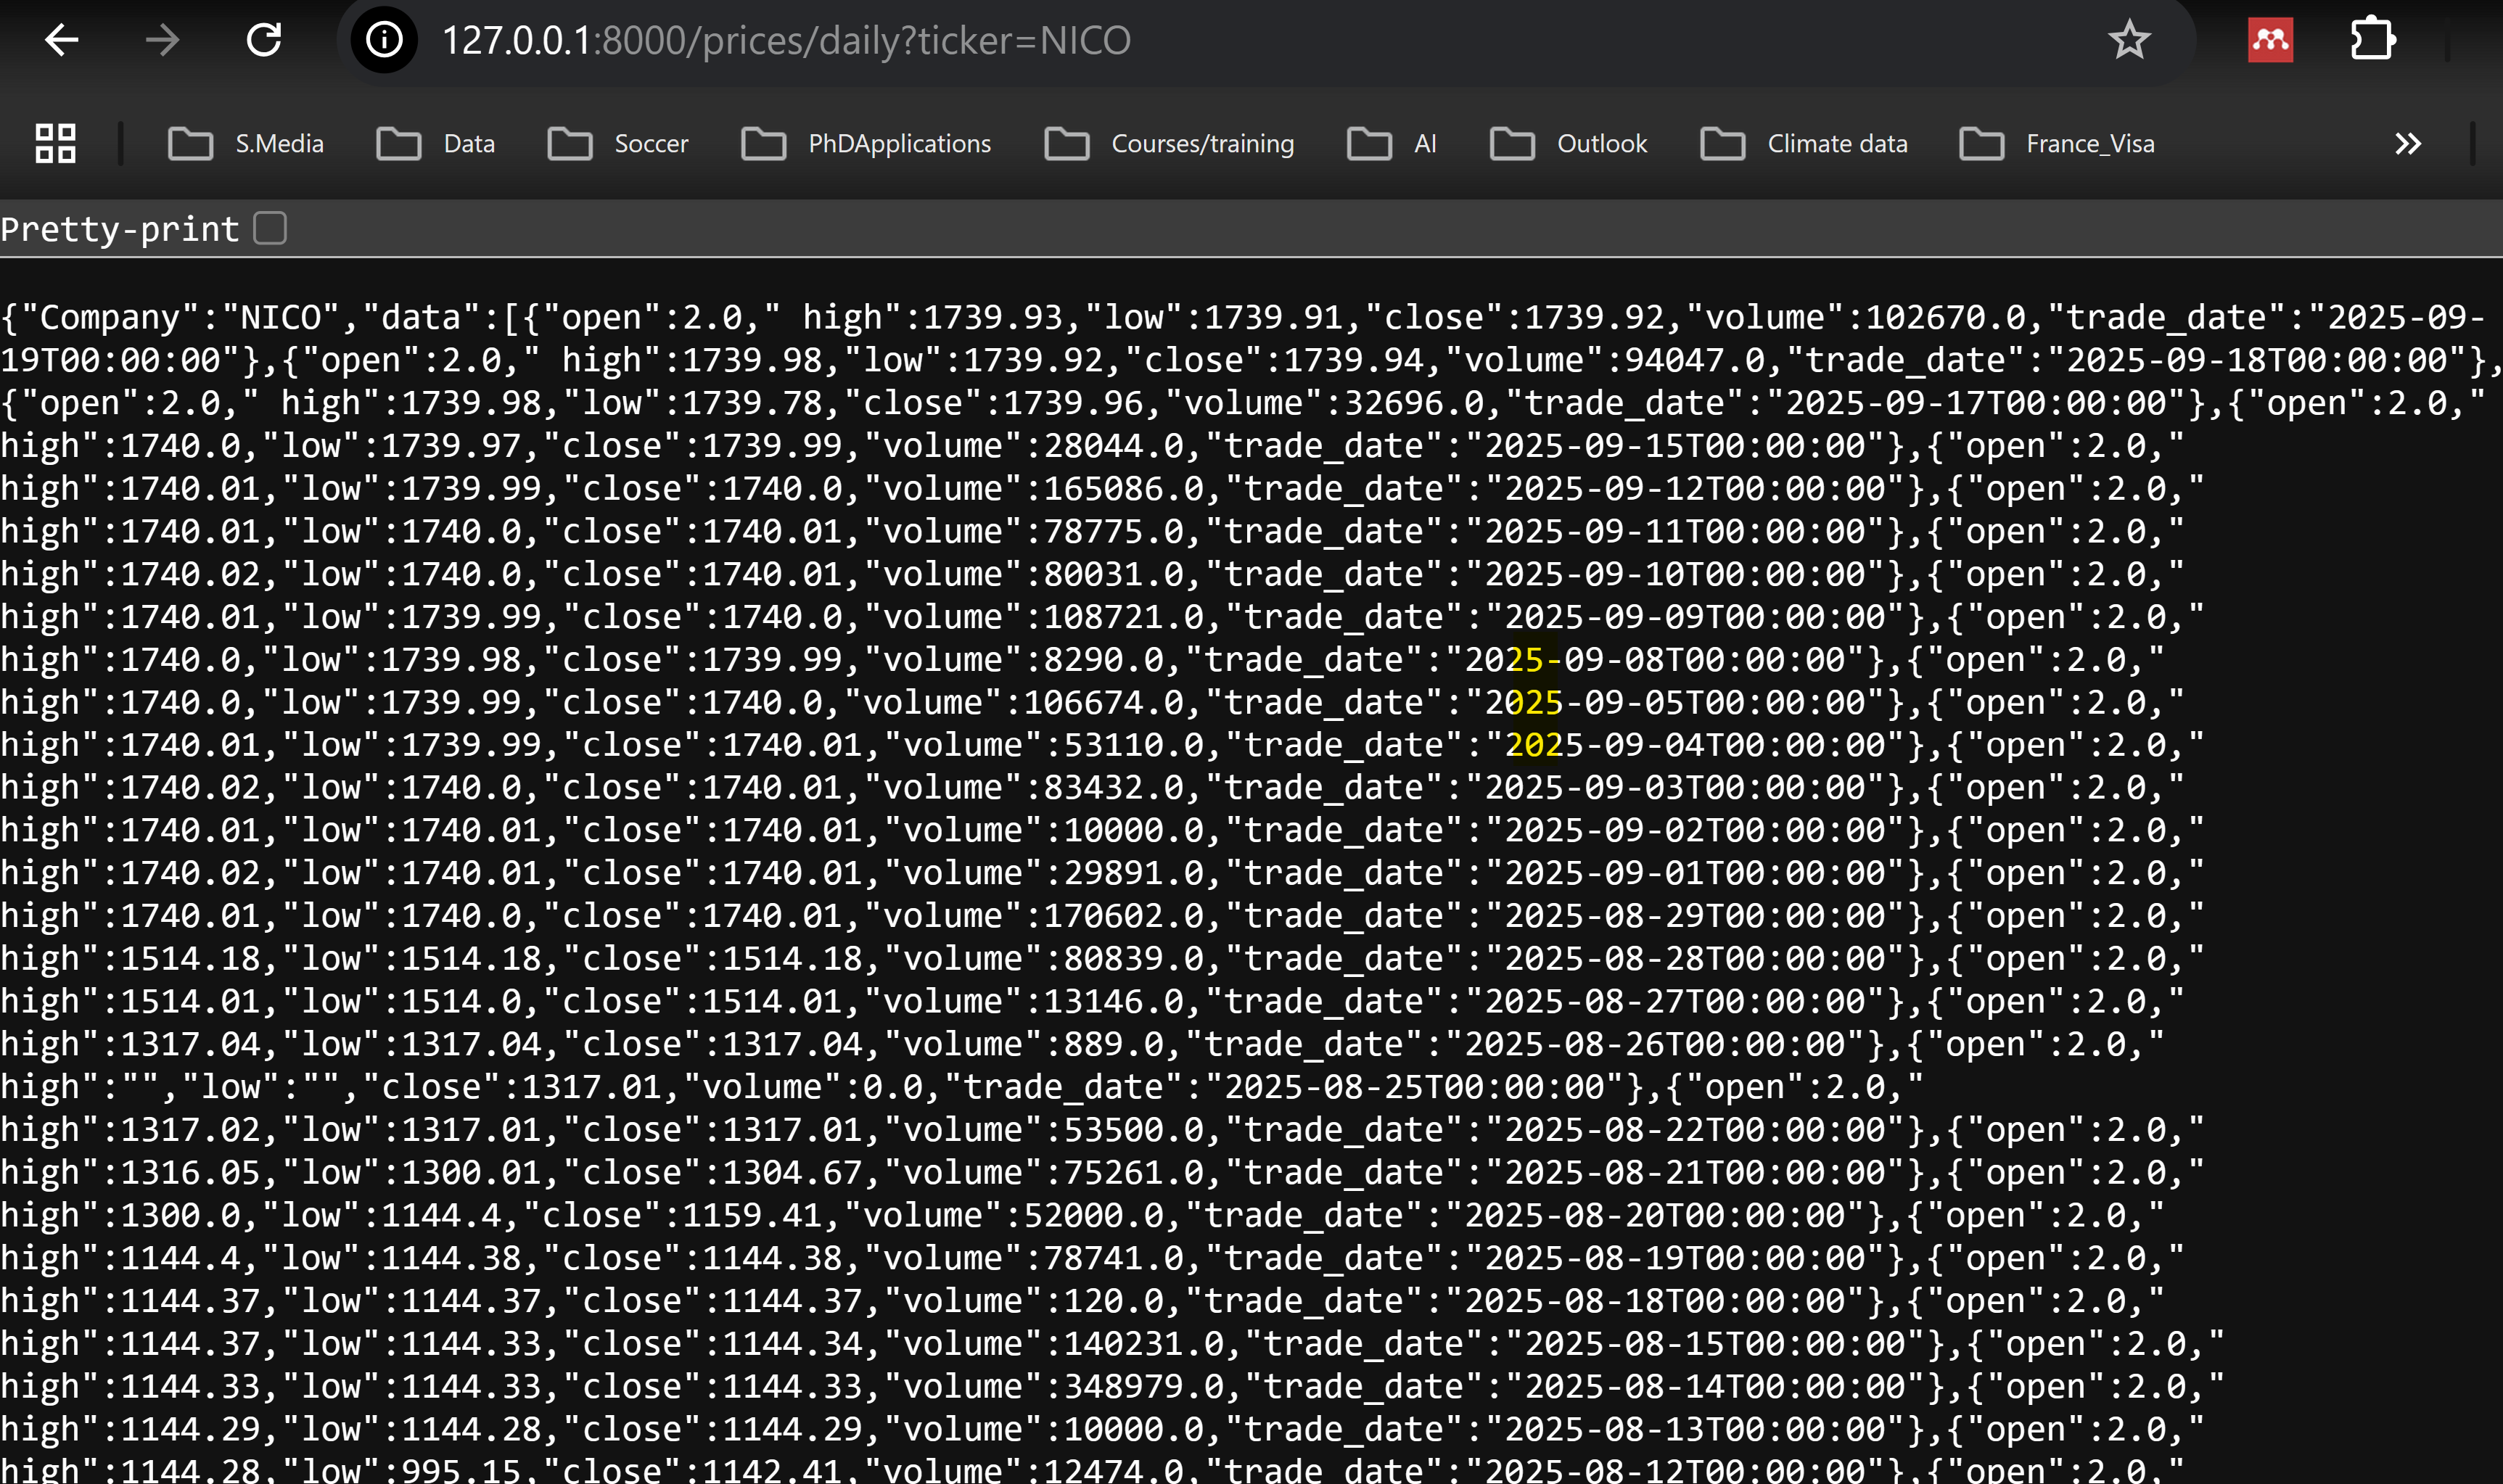 127.0.0.1:8000/prices/daily?ticker=NICO
S.Media Data Soccer PhDApplications Courses/training AI Outlook Climate data France_Visa
Pretty-print
{"Company":"NICO","data":[{"open":2.0," high":1739.93,"low":1739.91,"close":1739.92,"volume":102670.0,"trade_date":"2025-09-
19T00:00:00"},{"open":2.0," high":1739.98,"low":1739.92,"close":1739.94,"volume":94047.0,"trade_date":"2025-09-18T00:00:00"},
{"open":2.0," high":1739.98,"low":1739.78,"close":1739.96,"volume":32696.0,"trade_date":"2025-09-17T00:00:00"},{"open":2.0,"
high":1740.0,"low":1739.97,"close":1739.99,"volume":28044.0,"trade_date":"2025-09-15T00:00:00"},{"open":2.0,"
high":1740.01,"low":1739.99,"close":1740.0,"volume":165086.0,"trade_date":"2025-09-12T00:00:00"},{"open":2.0,"
high":1740.01,"low":1740.0,"close":1740.01,"volume":78775.0,"trade_date":"2025-09-11T00:00:00"},{"open":2.0,"
high":1740.02,"low":1740.0,"close":1740.01,"volume":80031.0,"trade_date":"2025-09-10T00:00:00"},{"open":2.0,"
high":1740.01,"low":1739.99,"close":1740.0,"volume":108721.0,"trade_date":"2025-09-09T00:00:00"},{"open":2.0,"
high":1740.0,"low":1739.98,"close":1739.99,"volume":8290.0,"trade_date":"2025-09-08T00:00:00"},{"open":2.0,"
high":1740.0,"low":1739.99,"close":1740.0,"volume":106674.0,"trade_date":"2025-09-05T00:00:00"},{"open":2.0,"
high":1740.01,"low":1739.99,"close":1740.01,"volume":53110.0,"trade_date":"2025-09-04T00:00:00"},{"open":2.0,"
high":1740.02,"low":1740.0,"close":1740.01,"volume":83432.0,"trade_date":"2025-09-03T00:00:00"},{"open":2.0,"
high":1740.01,"low":1740.01,"close":1740.01,"volume":10000.0,"trade_date":"2025-09-02T00:00:00"},{"open":2.0,"
high":1740.02,"low":1740.01,"close":1740.01,"volume":29891.0,"trade_date":"2025-09-01T00:00:00"},{"open":2.0,"
high":1740.01,"low":1740.0,"close":1740.01,"volume":170602.0,"trade_date":"2025-08-29T00:00:00"},{"open":2.0,"
high":1514.18,"low":1514.18,"close":1514.18,"volume":80839.0,"trade_date":"2025-08-28T00:00:00"},{"open":2.0,"
high":1514.01,"low":1514.0,"close":1514.01,"volume":13146.0,"trade_date":"2025-08-27T00:00:00"},{"open":2.0,"
high":1317.04,"low":1317.04,"close":1317.04,"volume":889.0,"trade_date":"2025-08-26T00:00:00"},{"open":2.0,"
high":"","low":"","close":1317.01,"volume":0.0,"trade_date":"2025-08-25T00:00:00"},{"open":2.0,"
high":1317.02,"low":1317.01,"close":1317.01,"volume":53500.0,"trade_date":"2025-08-22T00:00:00"},{"open":2.0,"
high":1316.05,"low":1300.01,"close":1304.67,"volume":75261.0,"trade_date":"2025-08-21T00:00:00"},{"open":2.0,"
high":1300.0,"low":1144.4,"close":1159.41,"volume":52000.0,"trade_date":"2025-08-20T00:00:00"},{"open":2.0,"
high":1144.4,"low":1144.38,"close":1144.38,"volume":78741.0,"trade_date":"2025-08-19T00:00:00"},{"open":2.0,"
high":1144.37,"low":1144.37,"close":1144.37,"volume":120.0,"trade_date":"2025-08-18T00:00:00"},{"open":2.0,"
high":1144.37,"low":1144.33,"close":1144.34,"volume":140231.0,"trade_date":"2025-08-15T00:00:00"},{"open":2.0,"
high":1144.33,"low":1144.33,"close":1144.33,"volume":348979.0,"trade_date":"2025-08-14T00:00:00"},{"open":2.0,"
high":1144.29,"low":1144.28,"close":1144.29,"volume":10000.0,"trade_date":"2025-08-13T00:00:00"},{"open":2.0,"
high":1144.28,"low":995.15,"close":1142.41,"volume":12474.0,"trade_date":"2025-08-12T00:00:00"},{"open":2.0,"